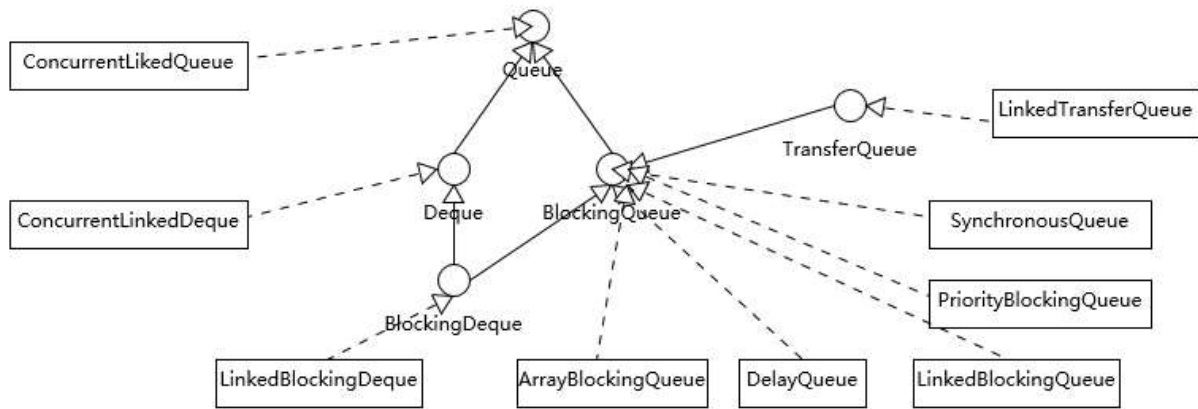 ConcurrentLikedQueue
Queue
LinkedTransferQueue
TransferQueue
ConcurrentLinkedDeque
Deque
BlockingQueue
SynchronousQueue
PriorityBlockingQueue
BlockingDeque
LinkedBlockingDeque
ArrayBlockingQueue
DelayQueue
LinkedBlockingQueue